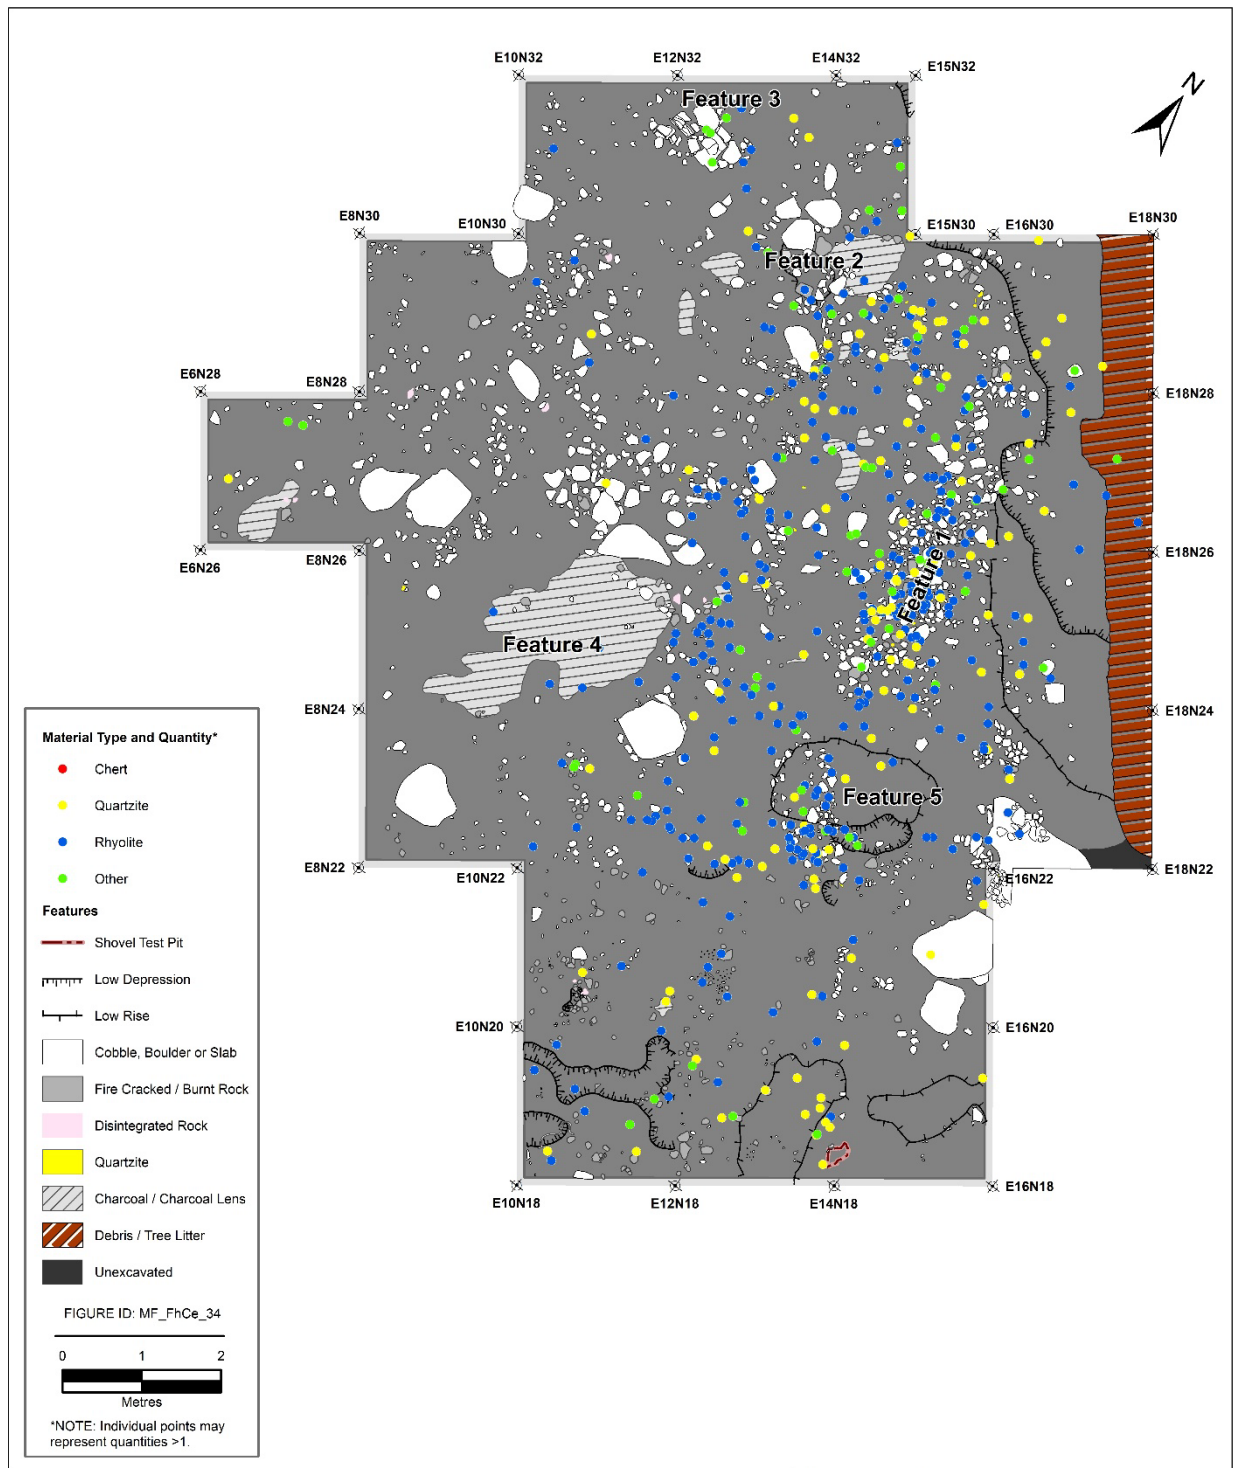 E10N32
E12N32
E14N32
E15N32
N
Feature 3
E8N30
E10N30
E15N30
E16N30
E18N30
Feature 2
E6N28
E8N28
E18N28
Feature 1
E6N26
E8N26
E18N26
Feature 4
E8N24
E18N24
Feature 5
E8N22
E10N22
E16N22
E18N22
E10N20
E16N20
E10N18
E12N18
E14N18
E16N18
Material Type and Quantity*
Chert
Quartzite
Rhyolite
Other
Features
Shovel Test Pit
Low Depression
Low Rise
Cobble, Boulder or Slab
Fire Cracked / Burnt Rock
Disintegrated Rock
Quartzite
Charcoal / Charcoal Lens
Debris / Tree Litter
Unexcavated
FIGURE ID: MF_FhCe_34
0 1 2
Metres
*NOTE: Individual points may
represent quantities >1.